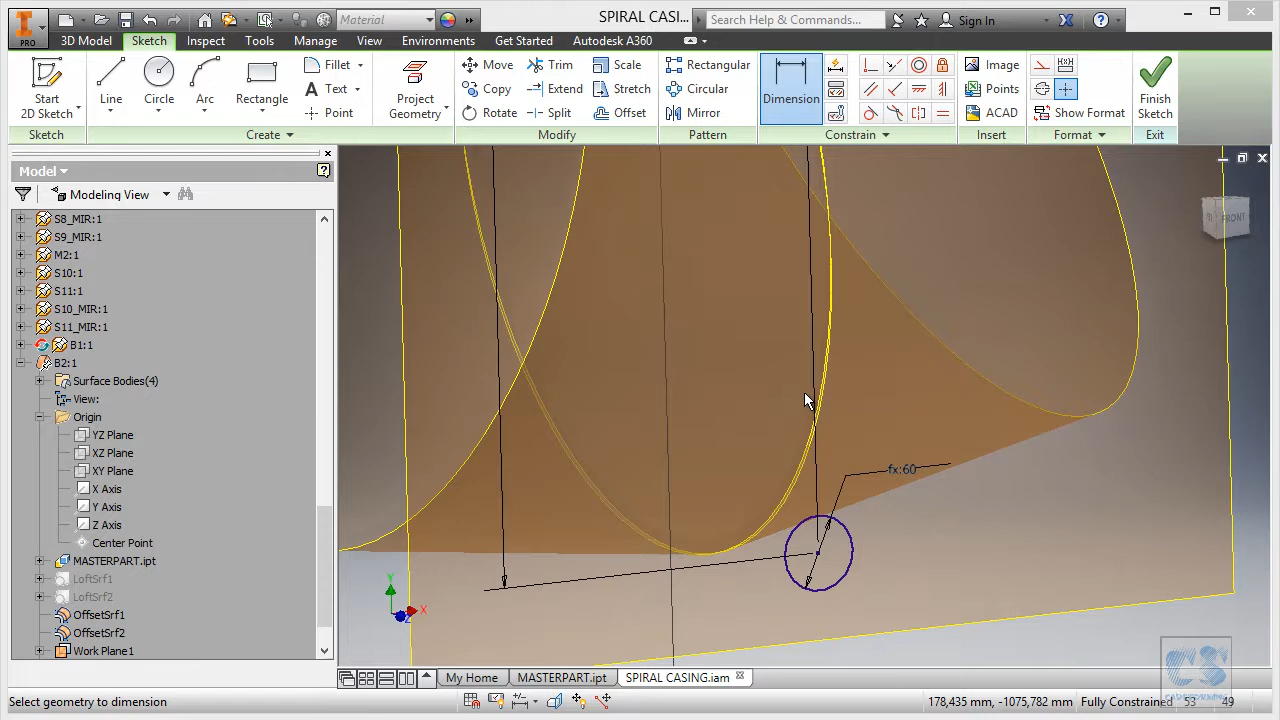 SPIRAL CASI...
Material
Search Help & Commands...
Sign In
PRO
3D Model
Sketch
Inspect
Tools
Manage
View
Environments
Get Started
Autodesk A360
Start
2D Sketch
Line
Circle
Arc
Rectangle
Fillet
Text
Point
Project
Geometry
Move
Copy
Rotate
Trim
Extend
Split
Scale
Stretch
Offset
Rectangular
Circular
Mirror
Dimension
Image
Points
ACAD
Show Format
Finish
Sketch
Sketch
Create
Modify
Pattern
Constrain
Insert
Format
Exit
Model
Modeling View
S8_MIR:1
S9_MIR:1
M2:1
S10:1
S11:1
S10_MIR:1
S11_MIR:1
B1:1
B2:1
Surface Bodies(4)
View:
Origin
YZ Plane
XZ Plane
XY Plane
X Axis
Y Axis
Z Axis
Center Point
MASTERPART.ipt
LoftSrf1
LoftSrf2
OffsetSrf1
OffsetSrf2
Work Plane1
FRONT
fx:60
Y
X
Z
My Home
MASTERPART.ipt
SPIRAL CASING.iam
Select geometry to dimension
178,435 mm, -1075,782 mm
Fully Constrained
53
49